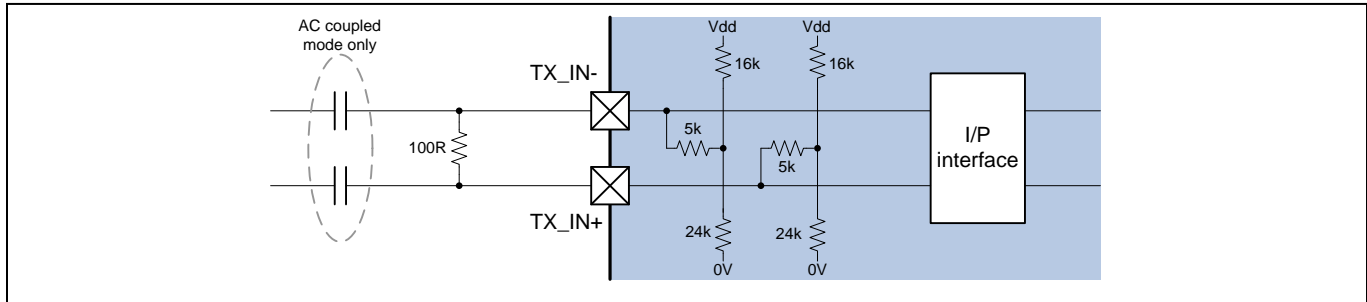 AC coupled
mode only
Vdd
Vdd
16k
16k
TX_IN-
5k
100R
5k
I/P
interface
TX_IN+
24k
24k
0V
0V